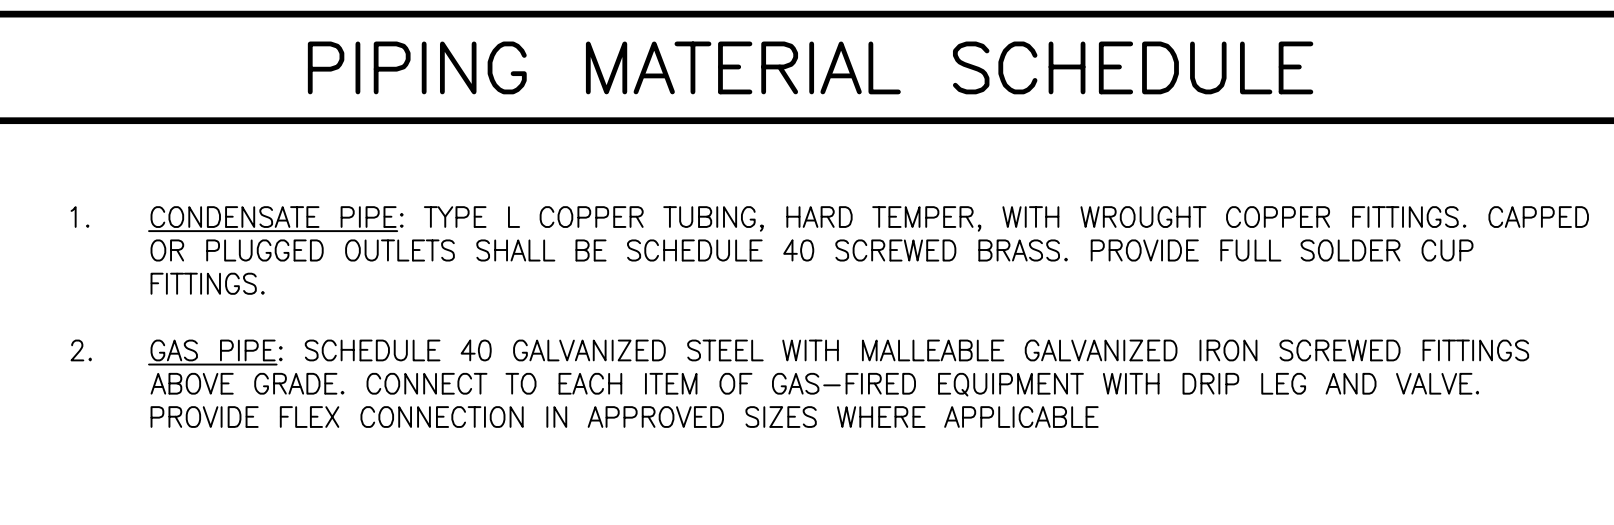 PIPING MATERIAL SCHEDULE
1. CONDENSATE PIPE: TYPE L COPPER TUBING, HARD TEMPER, WITH WROUGHT COPPER FITTINGS. CAPPED
OR PLUGGED OUTLETS SHALL BE SCHEDULE 40 SCREWED BRASS. PROVIDE FULL SOLDER CUP
FITTINGS.
2. GAS PIPE: SCHEDULE 40 GALVANIZED STEEL WITH MALLEABLE GALVANIZED IRON SCREWED FITTINGS
ABOVE GRADE. CONNECT TO EACH ITEM OF GAS-FIRED EQUIPMENT WITH DRIP LEG AND VALVE.
PROVIDE FLEX CONNECTION IN APPROVED SIZES WHERE APPLICABLE